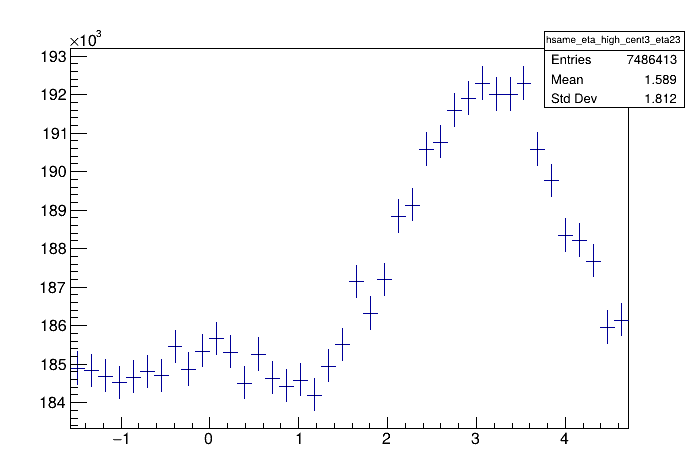 ×10³
hsame_eta_high_cent3_eta23
Entries 7486413
Mean 1.589
Std Dev 1.812
193
192
191
190
189
188
187
186
185
184
−1 0 1 2 3 4